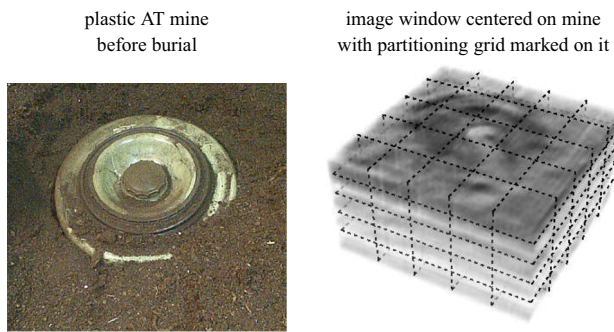 plastic AT mine
before burial
image window centered on mine
with partitioning grid marked on it